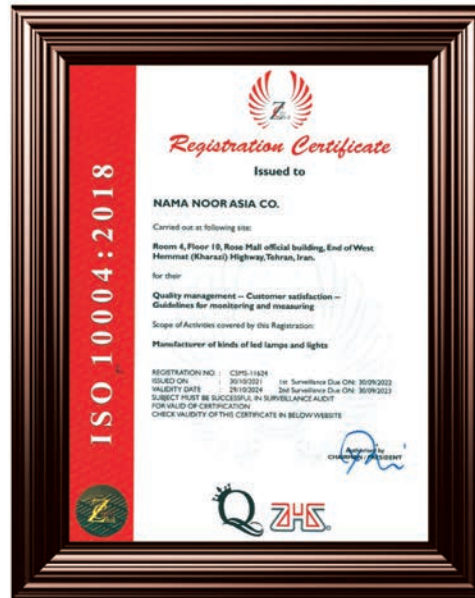 Registration Certificate
Issued to
NAMA NOOR ASIA CO.
Carried out at following site:
Room 4, Floor 10, Rose Mall official building, End of West
Hemmat (Kharazi) Highway, Tehran, Iran.
for their
Quality management -- Customer satisfaction --
Guidelines for monitoring and measuring
Scope of Activities covered by this Registration:
Manufacturer of kinds of led lamps and lights
REGISTRATION NO. : CSMS-11624
ISSUED ON : 30/10/2021 1st Surveillance Due ON: 30/09/2022
VALIDITY DATE : 29/10/2024 2nd Surveillance Due ON: 30/09/2023
SUBJECT MUST BE SUCCESSFUL IN SURVEILLANCE AUDIT
FOR VALID OF CERTIFICATION
CHECK VALIDITY OF THIS CERTIFICATE IN BELOW WEBSITE
Authorised by
CHAIRMAN / PRESIDENT
ISO 10004:2018
Q ZHS